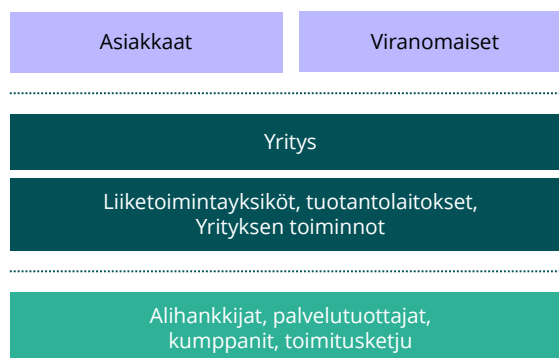 Asiakkaat
Viranomaiset
Yritys
Liiketoimintayksiköt, tuotantolaitokset,
Yrityksen toiminnot
Alihankkijat, palvelutuottajat,
kumppanit, toimitusketju